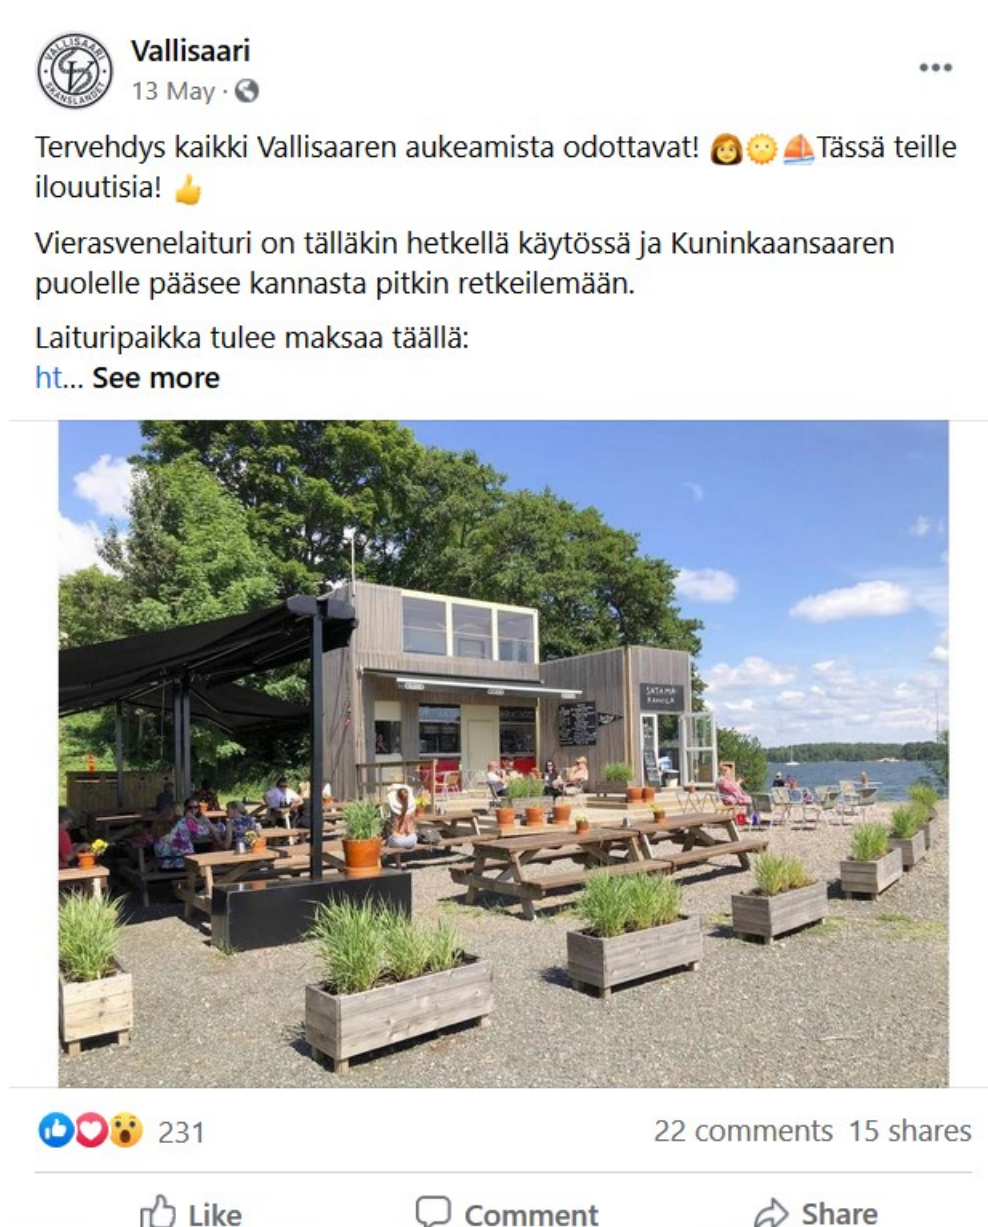 VALLISAARI
SKANSLANDET
Vallisaari
13 May ·
Tervehdys kaikki Vallisaaren aukeamista odottavat! 👩🌞⛵Tässä teille
ilouutisia! 👍
Vierasvenelaituri on tälläkin hetkellä käytössä ja Kuninkaansaaren
puolelle pääsee kannasta pitkin retkeilemään.
Laituripaikka tulee maksaa täällä:
ht... See more
SATAMA-
KAHVILA
231
22 comments 15 shares
Like Comment Share